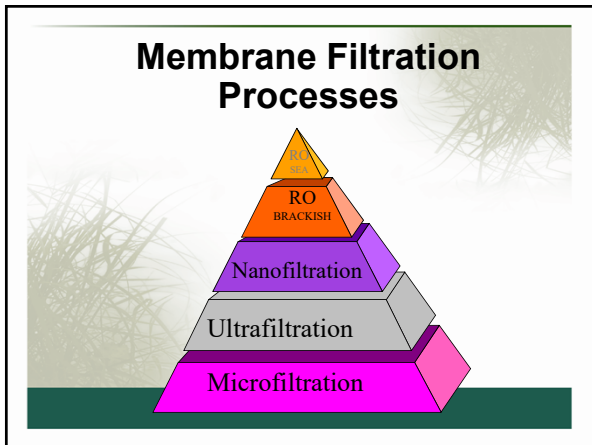 Membrane Filtration
Processes
RO
SEA
RO
BRACKISH
Nanofiltration
Ultrafiltration
Microfiltration